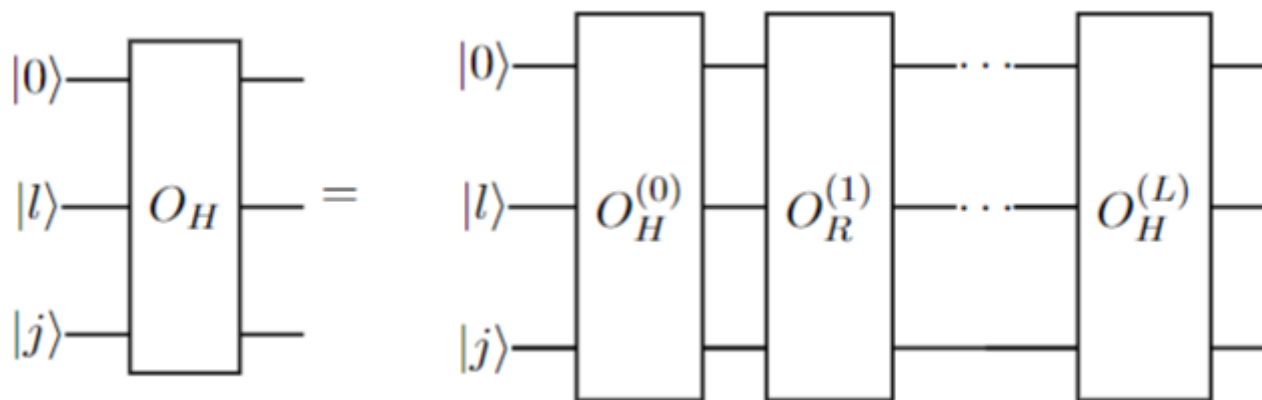 |0⟩ |0⟩ ···
|l⟩ O_H = |l⟩ O_H^{(0)} O_R^{(1)} ··· O_H^{(L)}
|j⟩ |j⟩